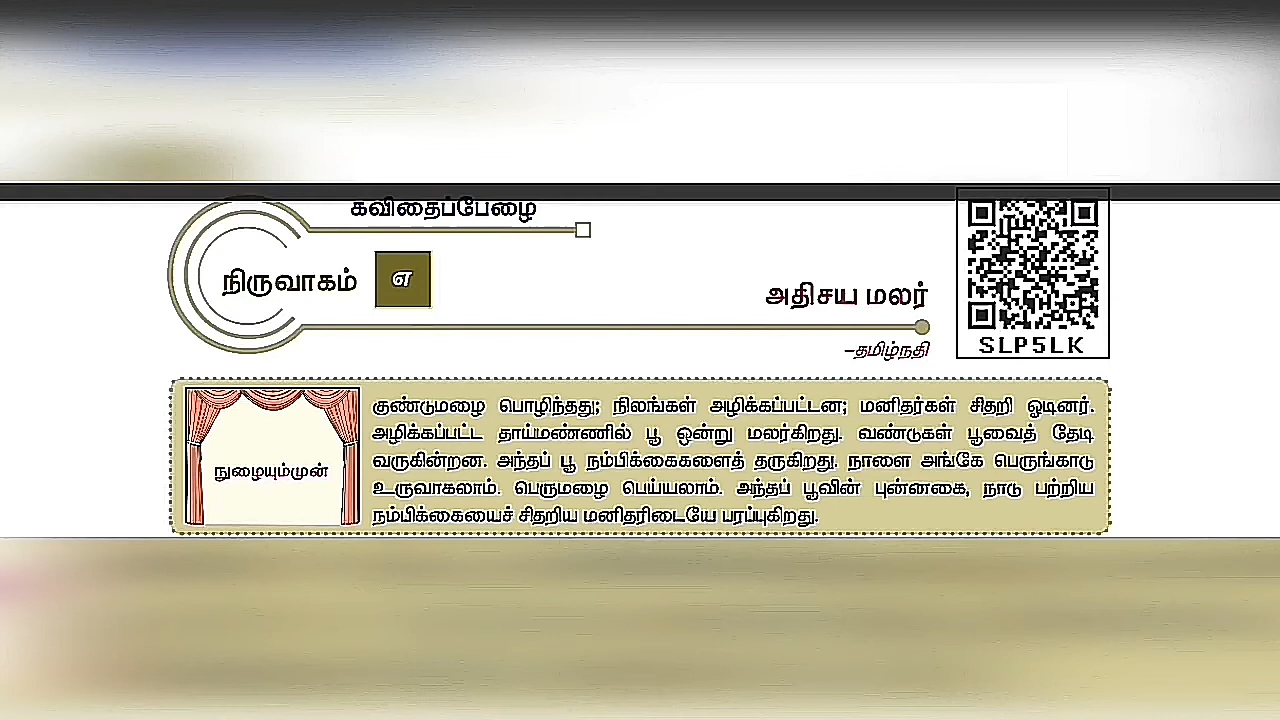 கவிதைப்பேழை
நிருவாகம்
எ
அதிசய மலர்
–தமிழ்நதி
SLP5LK
நுழையும்முன்
குண்டுமழை பொழிந்தது; நிலங்கள் அழிக்கப்பட்டன; மனிதர்கள் சிதறி ஓடினர்.
அழிக்கப்பட்ட தாய்மண்ணில் பூ ஒன்று மலர்கிறது. வண்டுகள் பூவைத் தேடி
வருகின்றன. அந்தப் பூ நம்பிக்கைகளைத் தருகிறது. நாளை அங்கே பெருங்காடு
உருவாகலாம். பெருமழை பெய்யலாம். அந்தப் பூவின் புன்னகை, நாடு பற்றிய
நம்பிக்கையைச் சிதறிய மனிதரிடையே பரப்புகிறது.